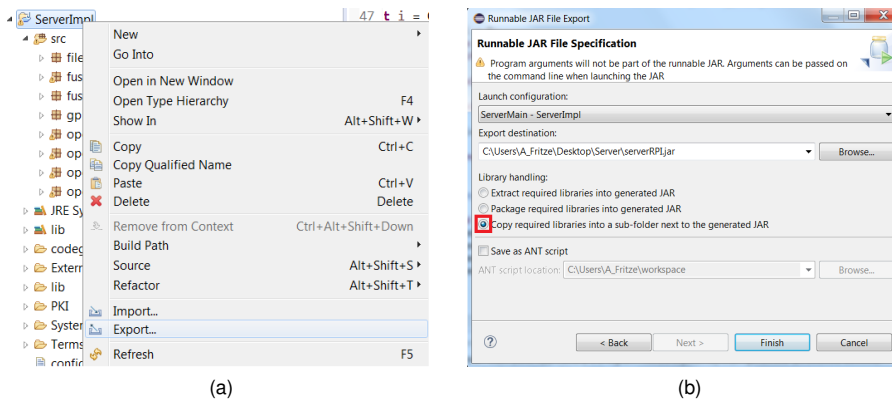 ServerImpl
47 t i =
src
file
fus
fus
gp
op
op
op
op
JRE Sy
lib
codeg
Extern
lib
PKI
System
Terms
config
New
Go Into
Open in New Window
Open Type Hierarchy F4
Show In Alt+Shift+W
Copy Ctrl+C
Copy Qualified Name
Paste Ctrl+V
Delete Delete
Remove from Context Ctrl+Alt+Shift+Down
Build Path
Source Alt+Shift+S
Refactor Alt+Shift+T
Import...
Export...
Refresh F5
(a)
Runnable JAR File Export
Runnable JAR File Specification
Program arguments will not be part of the runnable JAR. Arguments can be passed on
the command line when launching the JAR
Launch configuration:
ServerMain - ServerImpl
Export destination:
C:\Users\A_Fritze\Desktop\Server\serverRPI.jar Browse...
Library handling:
Extract required libraries into generated JAR
Package required libraries into generated JAR
Copy required libraries into a sub-folder next to the generated JAR
Save as ANT script
ANT script location: C:\Users\A_Fritze\workspace Browse...
? < Back Next > Finish Cancel
(b)